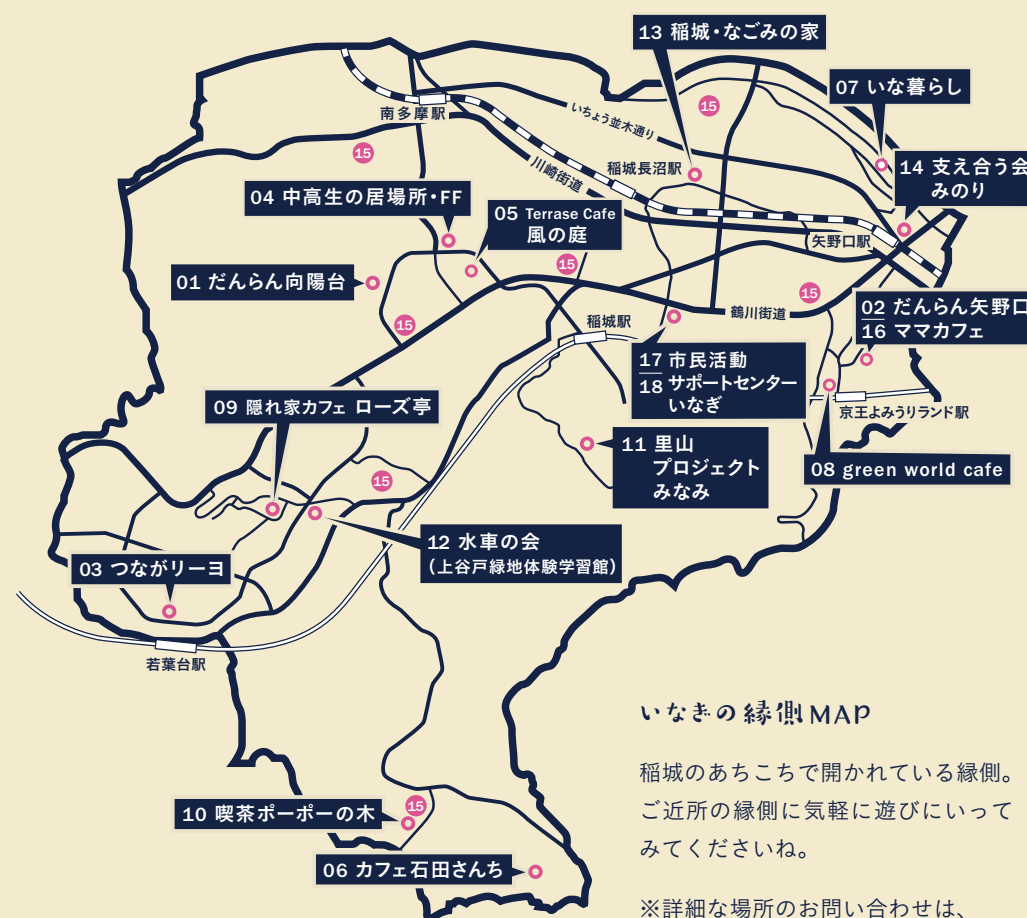 13 稲城・なごみの家
07 いな暮らし
15
いちょう並木通り
南多摩駅
15
川崎街道
稲城長沼駅
14 支え合う会
みのり
04 中高生の居場所・FF
05 Terrase Cafe
風の庭
矢野口駅
15
01 だんらん向陽台
15
鶴川街道
02 だんらん矢野口
16 ママカフェ
15
稲城駅
17 市民活動
18 サポートセンター
いなぎ
09 隠れ家カフェ ローズ亭
京王よみうりランド駅
11 里山
プロジェクト
みなみ
08 green world cafe
15
12 水車の会
(上谷戸緑地体験学習館)
03 つながリーヨ
若葉台駅
10 喫茶ポーポーの木
15
06 カフェ石田さんち
いなぎの縁側MAP
稲城のあちこちで開かれている縁側。
ご近所の縁側に気軽に遊びにいって
みてくださいね。
※詳細な場所のお問い合わせは、